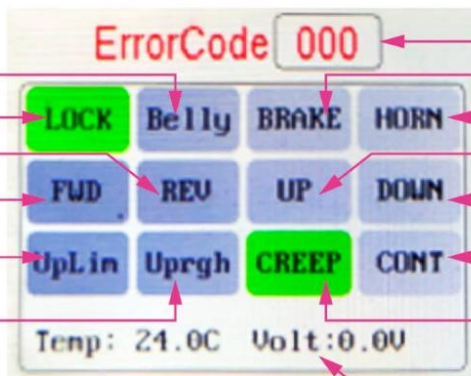 ErrorCode 000
LOCK Belly BRAKE HORN
FWD REV UP DOWN
UpLim Uprgh CREEP CONT
Temp: 24.0C Volt:0.0V